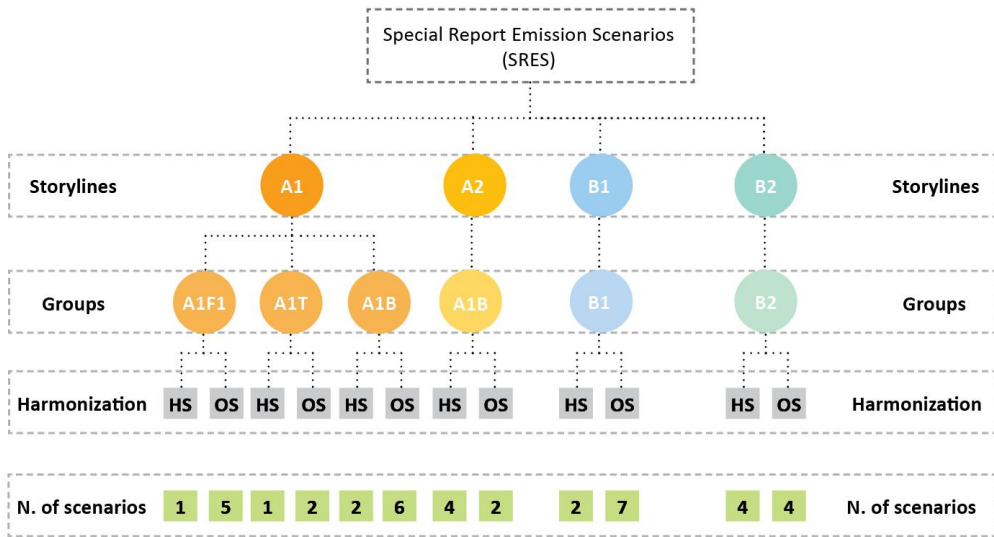 Special Report Emission Scenarios
(SRES)
Storylines A1 A2 B1 B2 Storylines
Groups A1F1 A1T A1B A1B B1 B2 Groups
Harmonization HS OS HS OS HS OS HS OS HS OS HS OS Harmonization
N. of scenarios 1 5 1 2 2 6 4 2 2 7 4 4 N. of scenarios